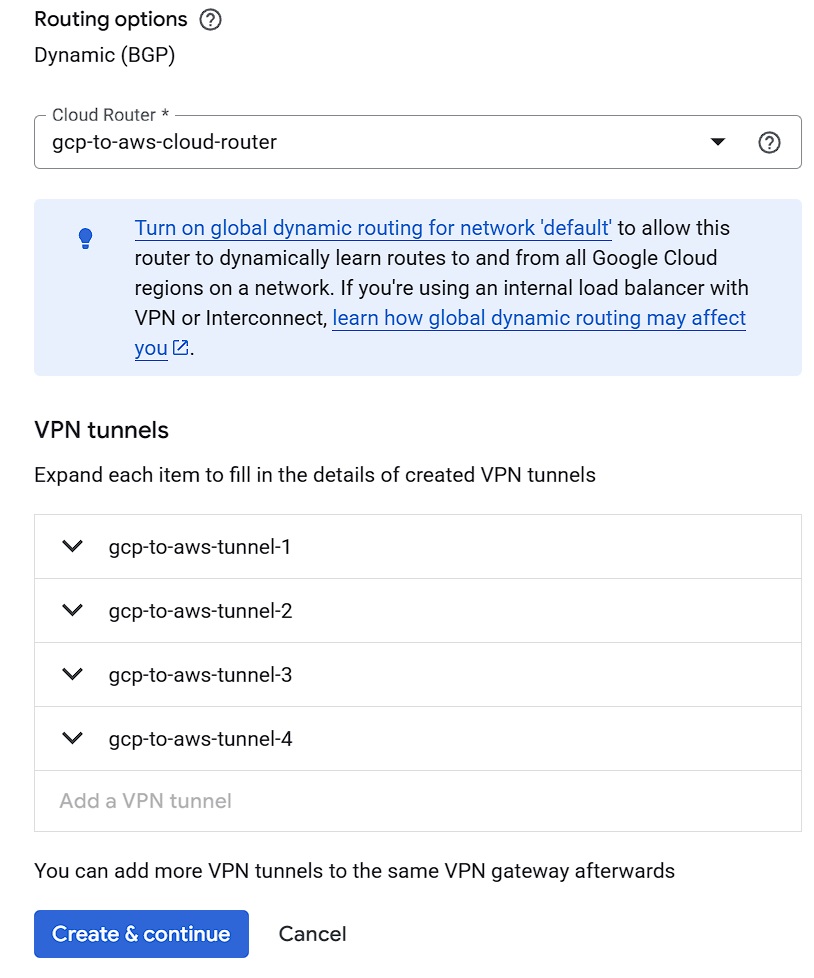 Routing options
Dynamic (BGP)
Cloud Router *
gcp-to-aws-cloud-router
Turn on global dynamic routing for network 'default' to allow this
router to dynamically learn routes to and from all Google Cloud
regions on a network. If you're using an internal load balancer with
VPN or Interconnect, learn how global dynamic routing may affect
you.
VPN tunnels
Expand each item to fill in the details of created VPN tunnels
gcp-to-aws-tunnel-1
gcp-to-aws-tunnel-2
gcp-to-aws-tunnel-3
gcp-to-aws-tunnel-4
Add a VPN tunnel
You can add more VPN tunnels to the same VPN gateway afterwards
Create & continue Cancel